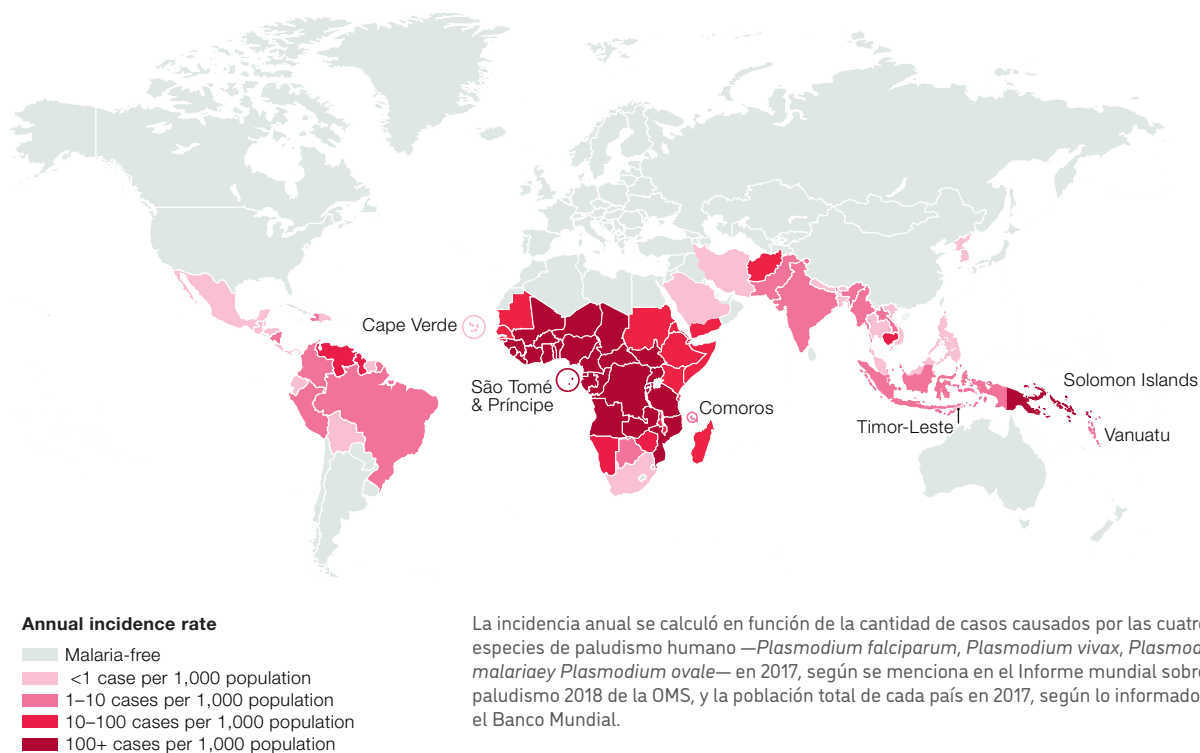 Cape Verde
São Tomé
& Príncipe
Comoros
Solomon Islands
Timor-Leste
Vanuatu
Annual incidence rate
Malaria-free
<1 case per 1,000 population
1–10 cases per 1,000 population
10–100 cases per 1,000 population
100+ cases per 1,000 population
La incidencia anual se calculó en función de la cantidad de casos causados por las cuatro
especies de paludismo humano —Plasmodium falciparum, Plasmodium vivax,
malariaey Plasmodium ovale— en 2017, según se menciona en el Informe mundial sobre
paludismo 2018 de la OMS, y la población total de cada país en 2017, según lo informado
el Banco Mundial.